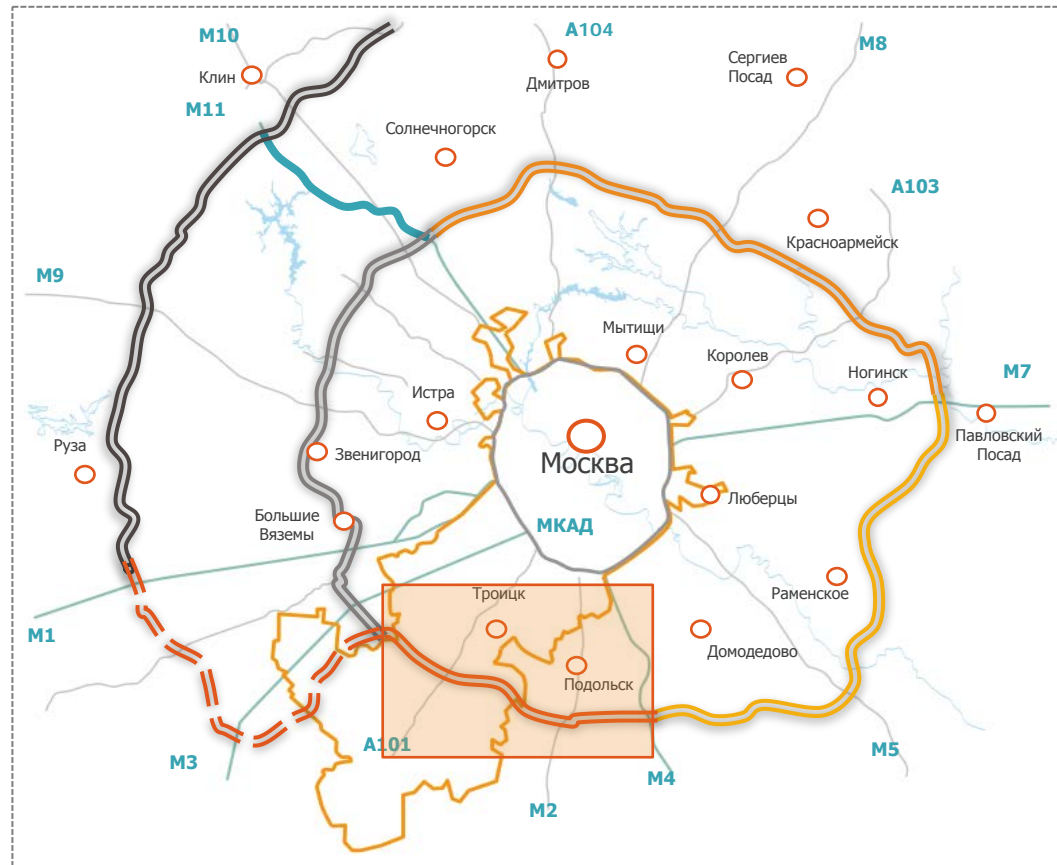 М10
А104
М8
Клин
Дмитров
Сергиев
Посад
М11
Солнечногорск
А103
Красноармейск
М9
Мытищи
Королев
Ногинск
М7
Истра
Руза
Москва
Павловский
Посад
Звенигород
Люберцы
Большие
Вяземы
МКАД
Троицк
Раменское
М1
Домодедово
Подольск
А101
М3
М5
М4
М2